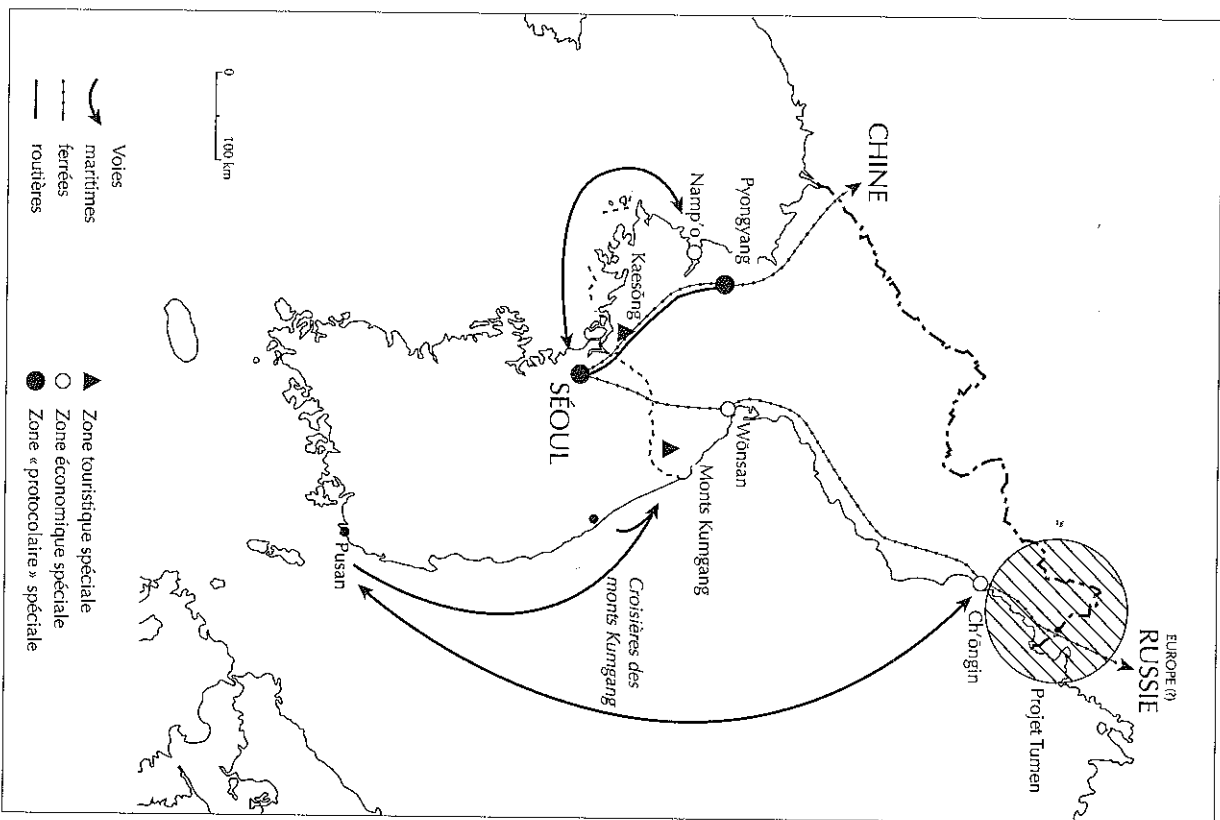 EUROPE (?)
RUSSIE
Projet Tumen
Ch'ŏngin
CHINE
Pyongyang
Namp'o
Kaesŏng
Wŏnsan
Monts Kumgang
SÉOUL
Croisières des
monts Kumgang
Pusan
0 100 km
Voies
maritimes
ferrées
routières
Zone touristique spéciale
Zone économique spéciale
Zone « protocolaire » spéciale